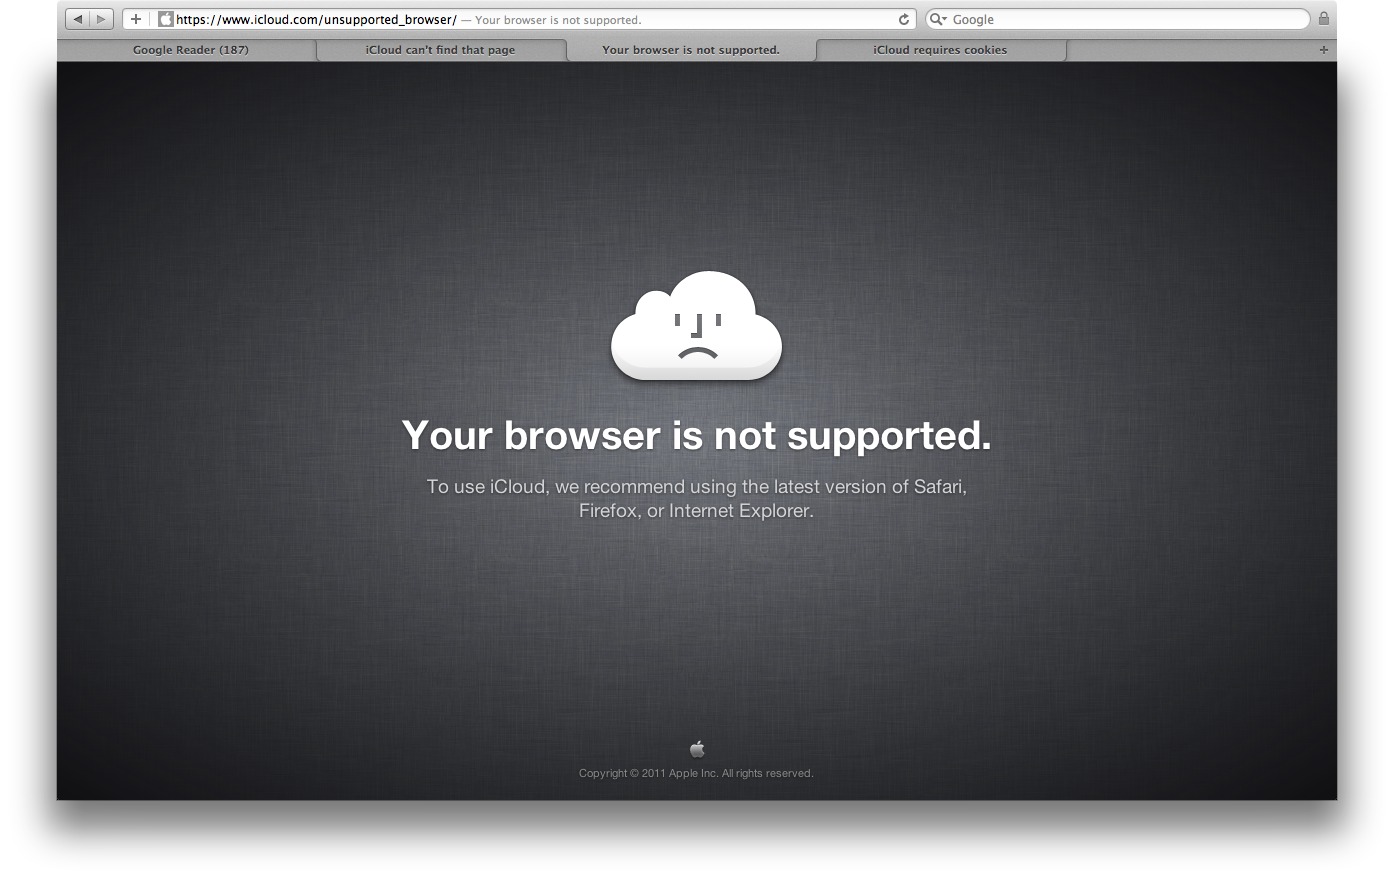 https://www.icloud.com/unsupported_browser/ — Your browser is not supported.
Google
Google Reader (187)
iCloud can't find that page
Your browser is not supported.
iCloud requires cookies
Your browser is not supported.
To use iCloud, we recommend using the latest version of Safari,
Firefox, or Internet Explorer.
Copyright © 2011 Apple Inc. All rights reserved.